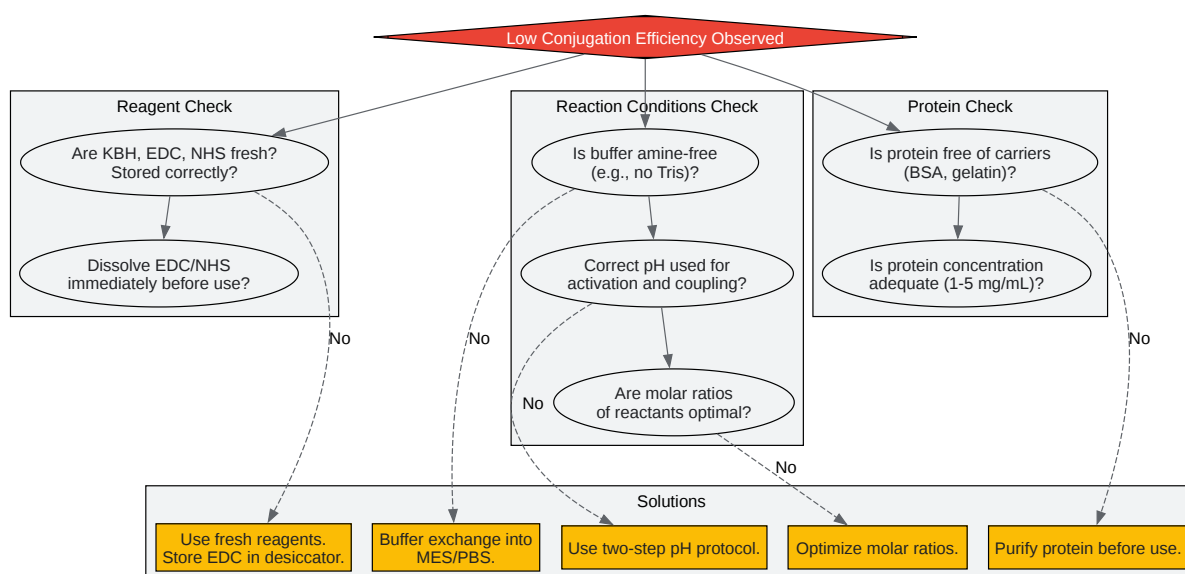 Low Conjugation Efficiency Observed
Reagent Check
Are KBH, EDC, NHS fresh?
Stored correctly?
Dissolve EDC/NHS
immediately before use?
Reaction Conditions Check
Is buffer amine-free
(e.g., no Tris)?
Correct pH used for
activation and coupling?
Are molar ratios
of reactants optimal?
Protein Check
Is protein free of carriers
(BSA, gelatin)?
Is protein concentration
adequate (1-5 mg/mL)?
No
No
No
No
No
Solutions
Use fresh reagents.
Store EDC in desiccator.
Buffer exchange into
MES/PBS.
Use two-step pH protocol.
Optimize molar ratios.
Purify protein before use.